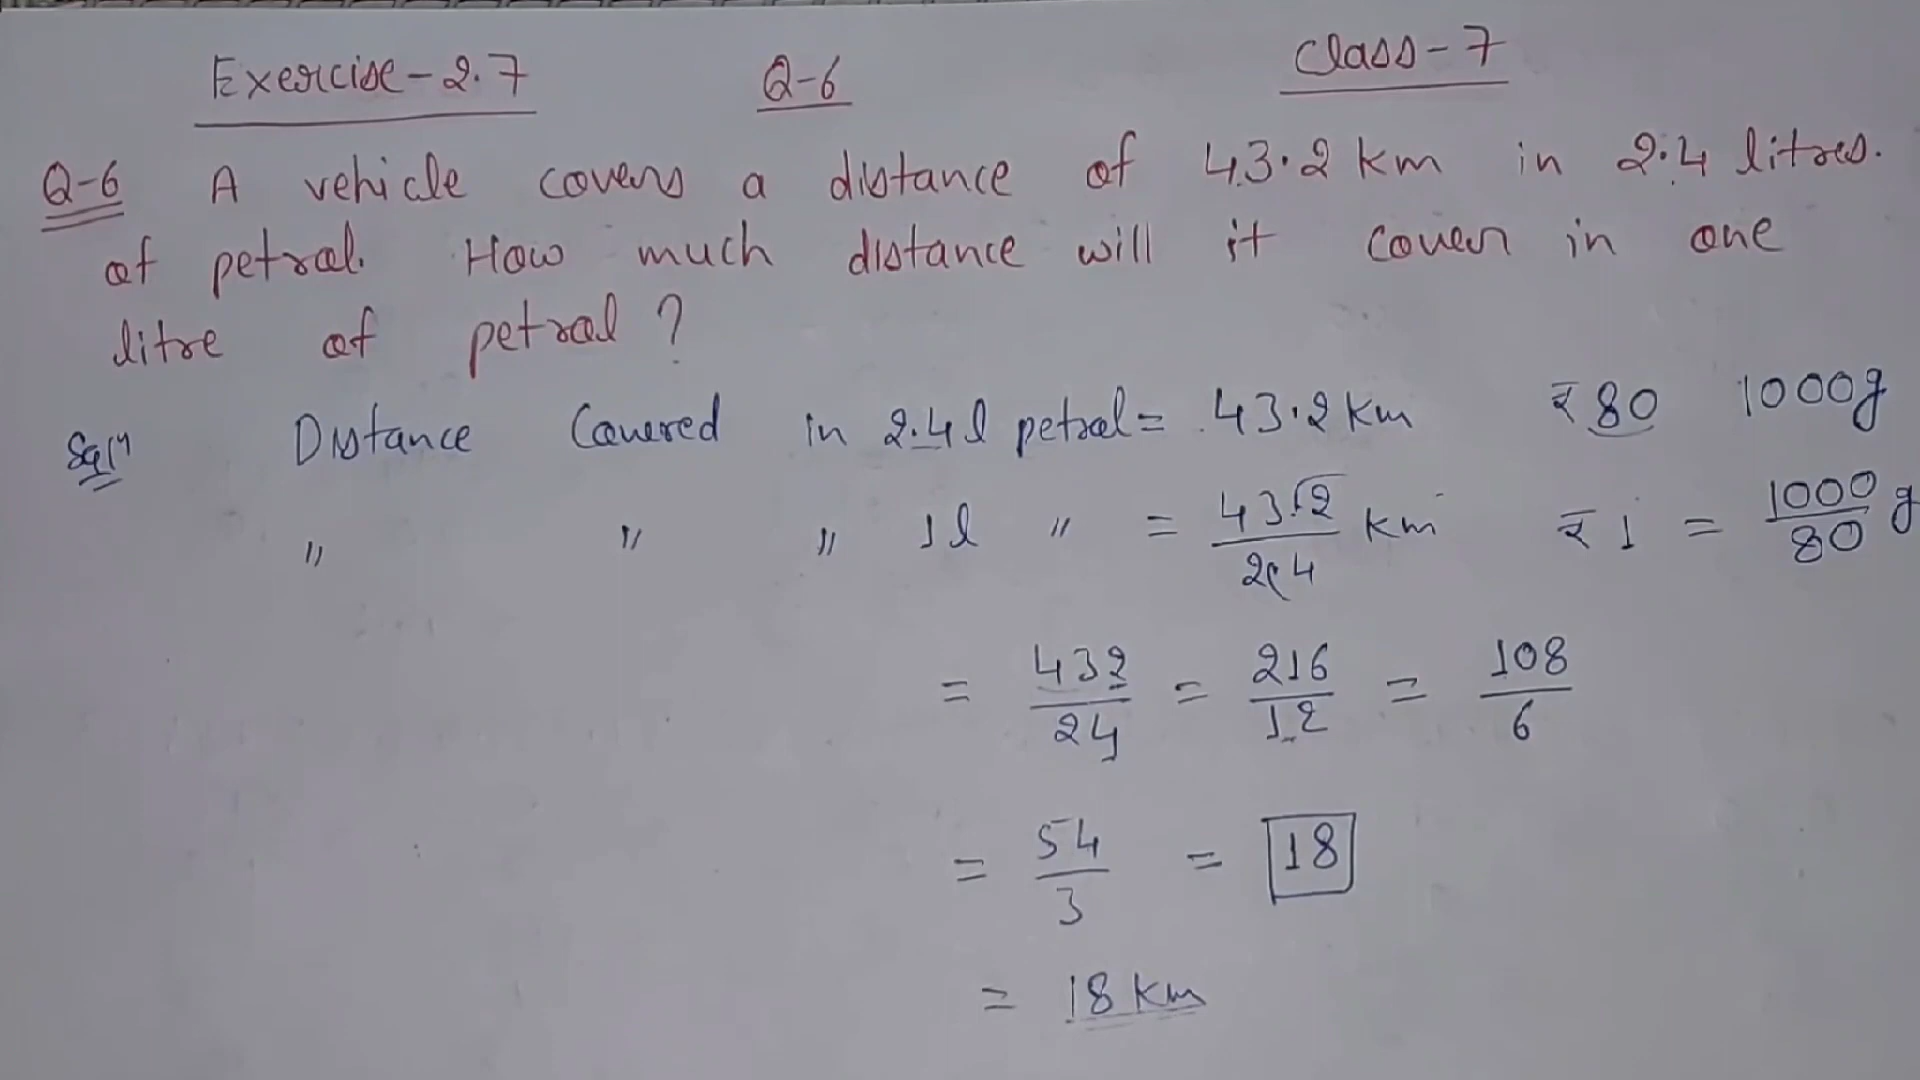 Exercise-2.7 Q-6 Class-7
Q-6 A vehicle covers a distance of 43.2 km in 2.4 litres.
of petrol. How much distance will it cover in one
litre of petrol?
Sol" Distance Covered in 2.4 l petrol = 43.2 km ₹80 1000g
" " " 1 l " = 43.2/2.4 km ₹1 = 1000/80 g
= 432/24 = 216/12 = 108/6
= 54/3 = 18
= 18 km